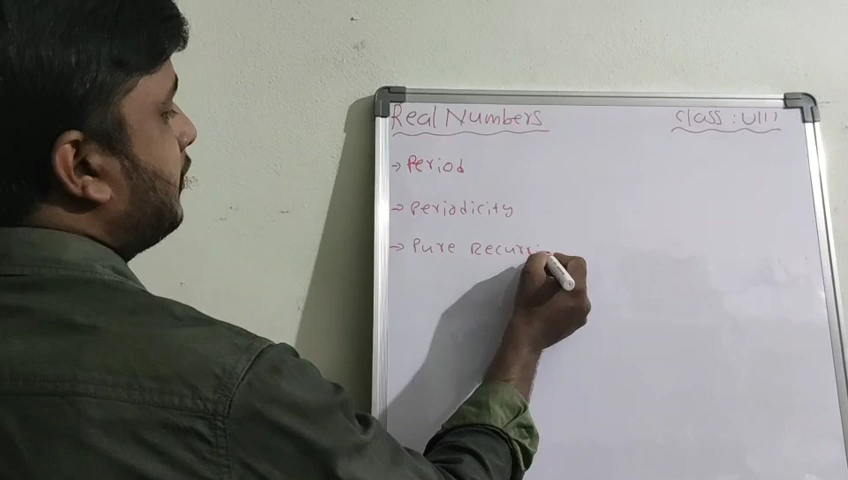 Real Numbers
Class : VIII
→ Period
→ Periodicity
→ Pure Recurri